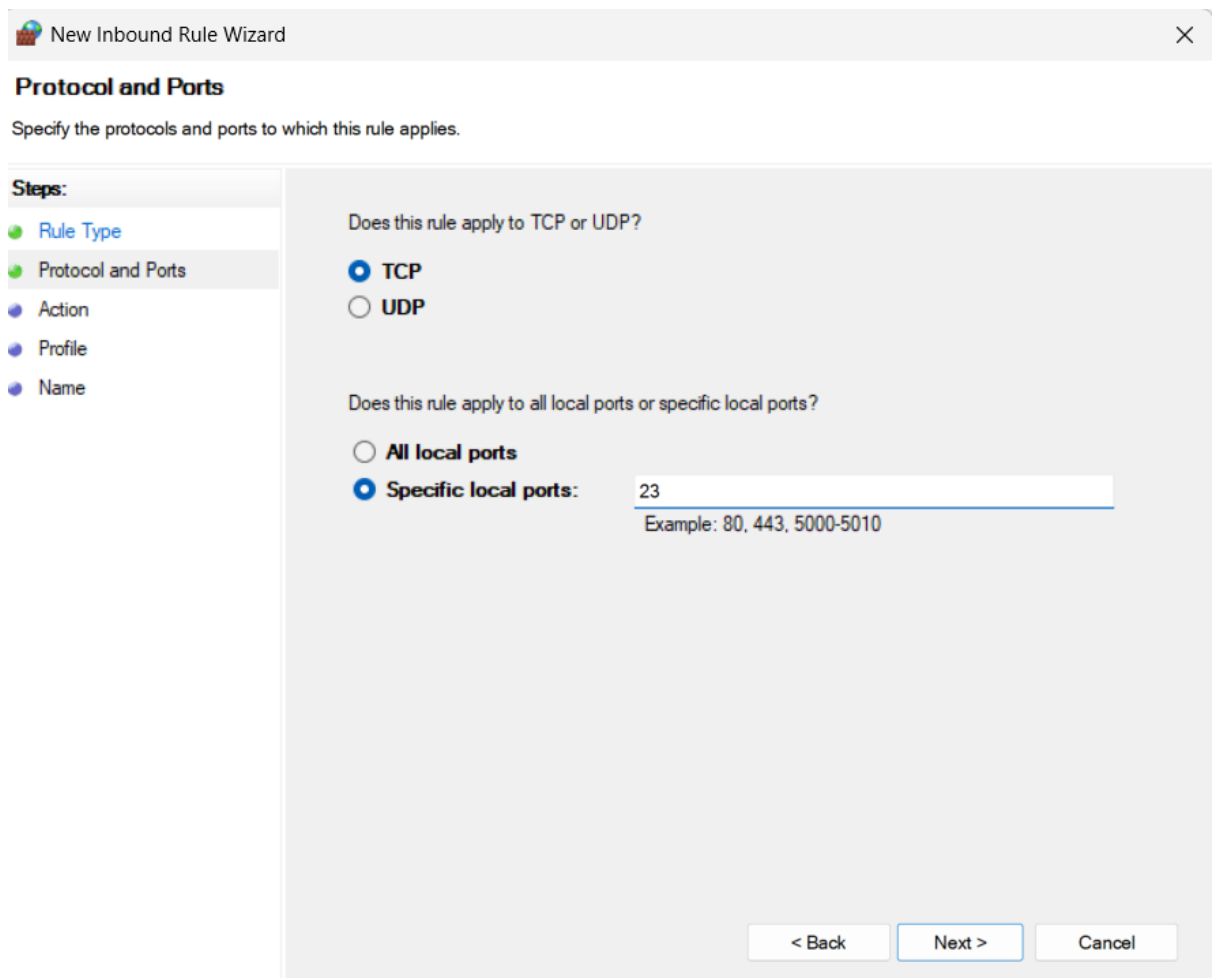 New Inbound Rule Wizard
Protocol and Ports
Specify the protocols and ports to which this rule applies.
Steps:
Rule Type
Protocol and Ports
Action
Profile
Name
Does this rule apply to TCP or UDP?
TCP
UDP
Does this rule apply to all local ports or specific local ports?
All local ports
Specific local ports: 23
Example: 80, 443, 5000-5010
< Back Next > Cancel